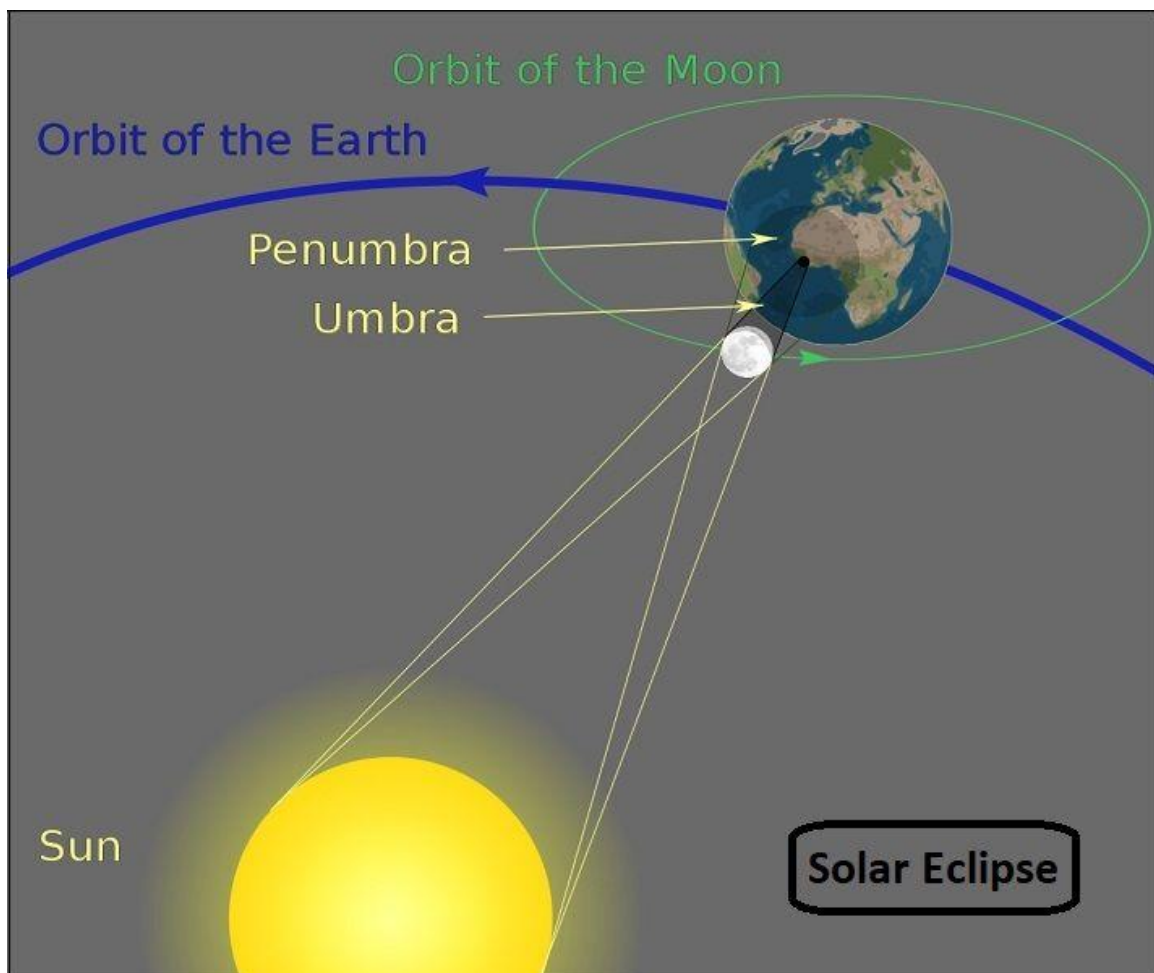 Orbit of the Moon
Orbit of the Earth
Penumbra
Umbra
Sun
Solar Eclipse